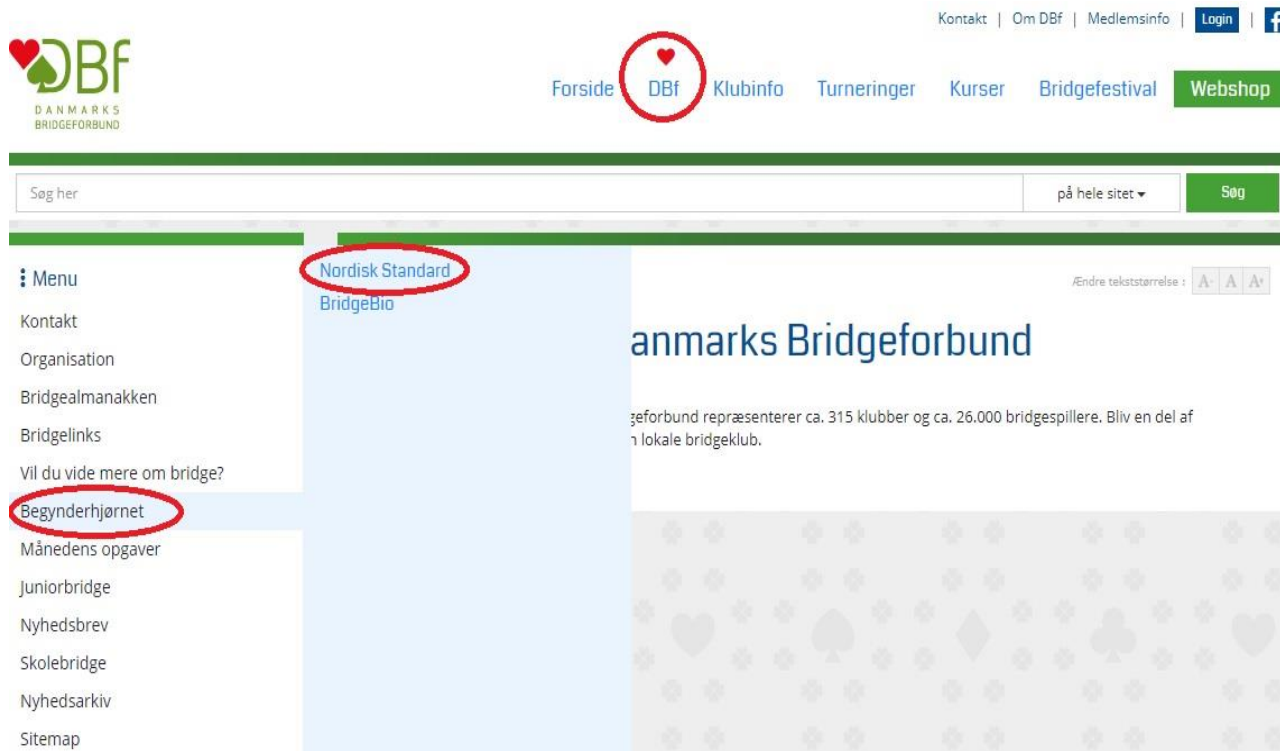 Kontakt | Om DBf | Medlemsinfo | Login | f
DBf
DANMARKS
BRIDGEFORBUND
Forside DBf Klubinfo Turneringer Kurser Bridgefestival Webshop
Søg her på hele sitet Søg
Menu
Kontakt
Organisation
Bridgealmanakken
Bridgelinks
Vil du vide mere om bridge?
Begynderhjørnet
Månedens opgaver
Juniorbridge
Nyhedsbrev
Skolebridge
Nyhedsarkiv
Sitemap
Nordisk Standard
BridgeBio
Ændre tekststørrelse : A- A A+
anmarks Bridgeforbund
geforbund repræsenterer ca. 315 klubber og ca. 26.000 bridgespillere. Bliv en del af
n lokale bridgeklub.